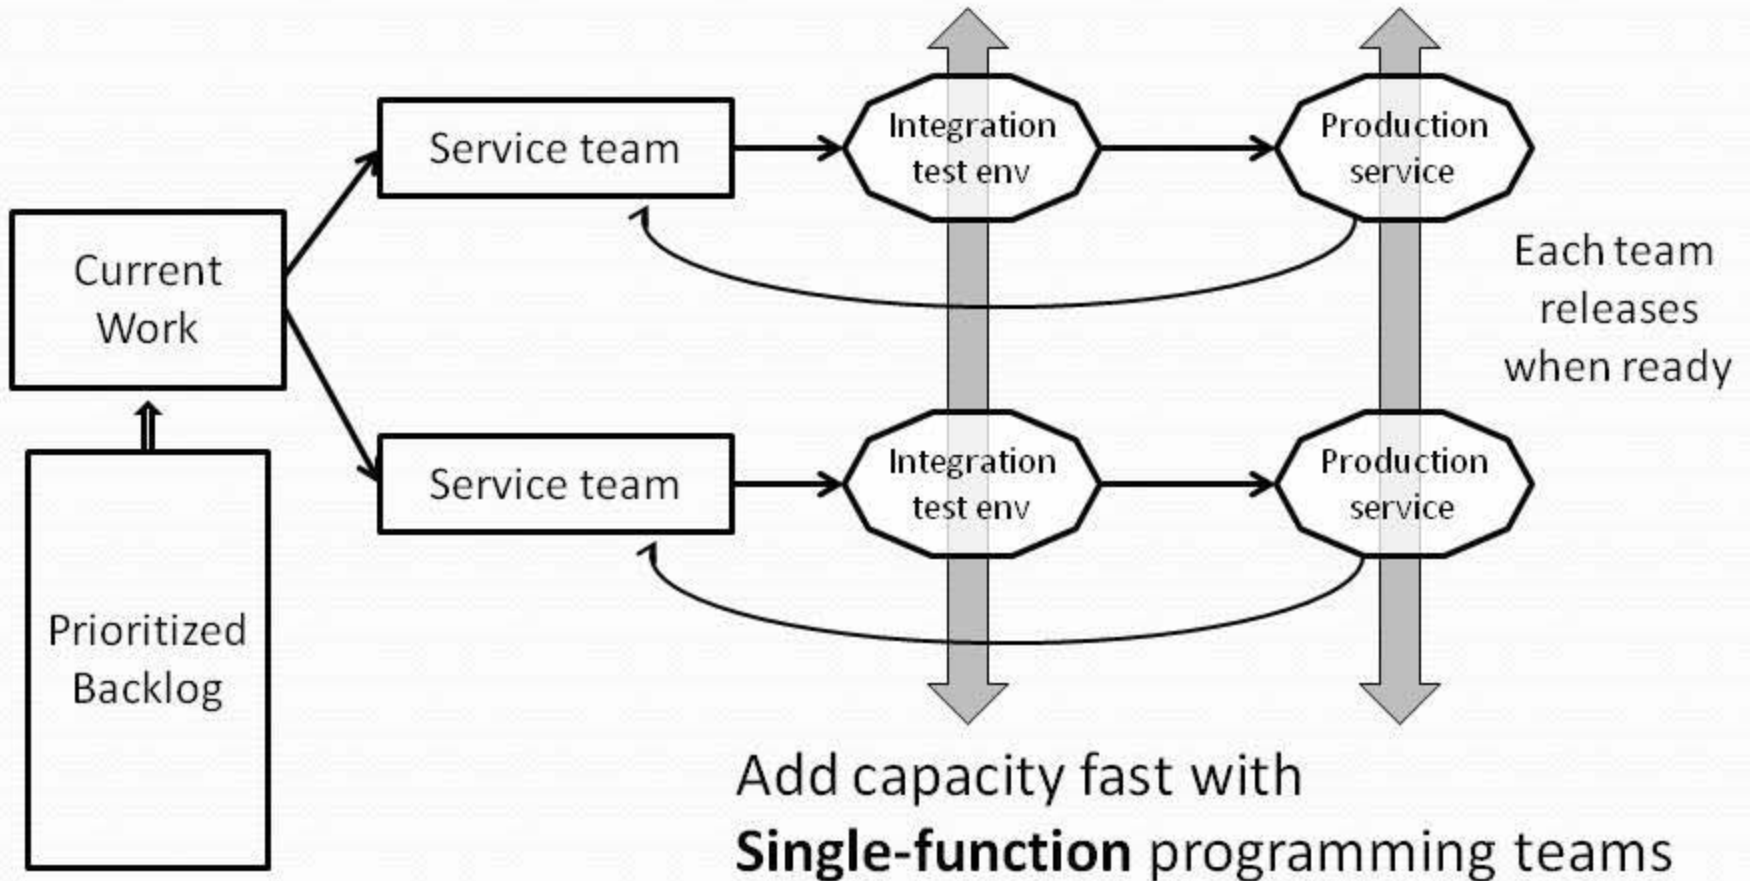 Service team
Integration
test env
Production
service
Current
Work
Each team
releases
when ready
Service team
Integration
test env
Production
service
Prioritized
Backlog
Add capacity fast with
Single-function programming teams